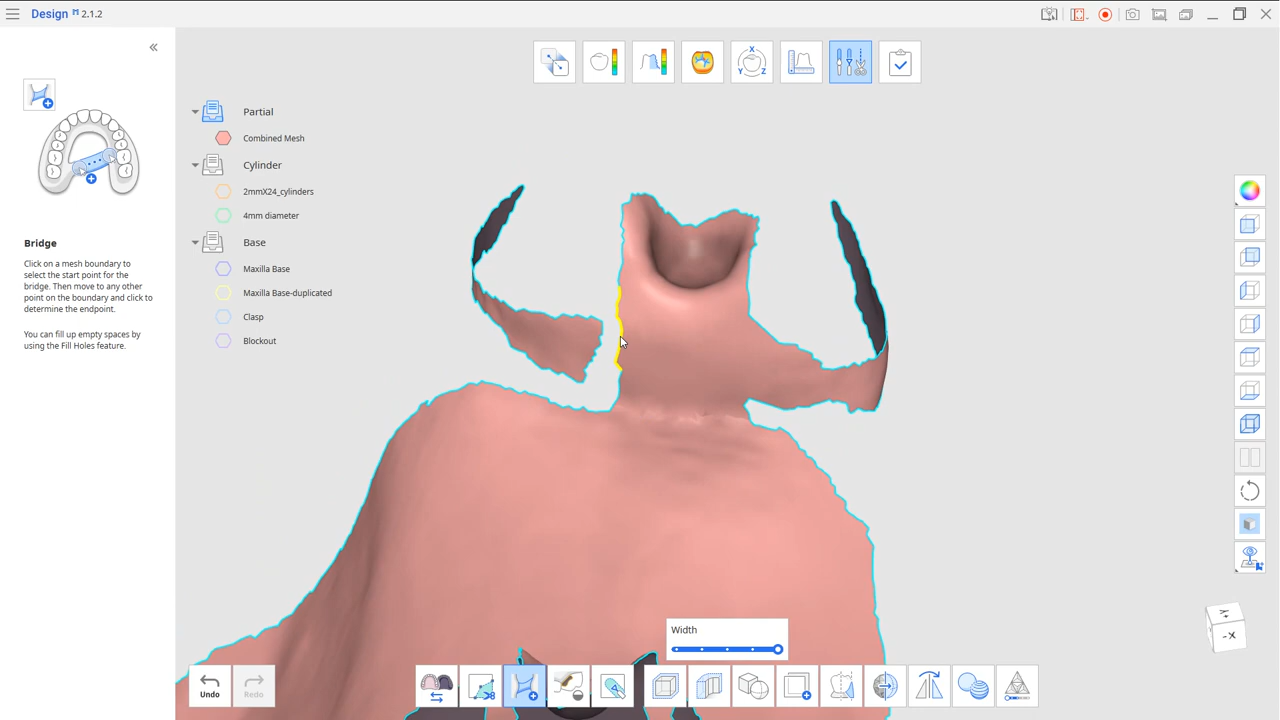 Design 2.1.2
Partial
Combined Mesh
Cylinder
2mmX24_cylinders
4mm diameter
Base
Maxilla Base
Maxilla Base-duplicated
Clasp
Blockout
Bridge
Click on a mesh boundary to
select the start point for the
bridge. Then move to any other
point on the boundary and click to
determine the endpoint.
You can fill up empty spaces by
using the Fill Holes feature.
X
Y
Z
Width
Undo
Redo
-X